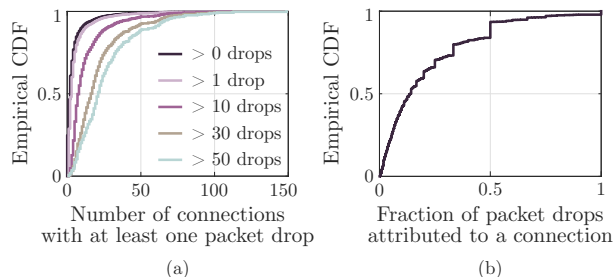 Empirical CDF
1
0.5
0
0
50
100
150
> 0 drops
> 1 drop
> 10 drops
> 30 drops
> 50 drops
Number of connections
with at least one packet drop
(a)
Empirical CDF
1
0.5
0
0
0.5
1
Fraction of packet drops
attributed to a connection
(b)